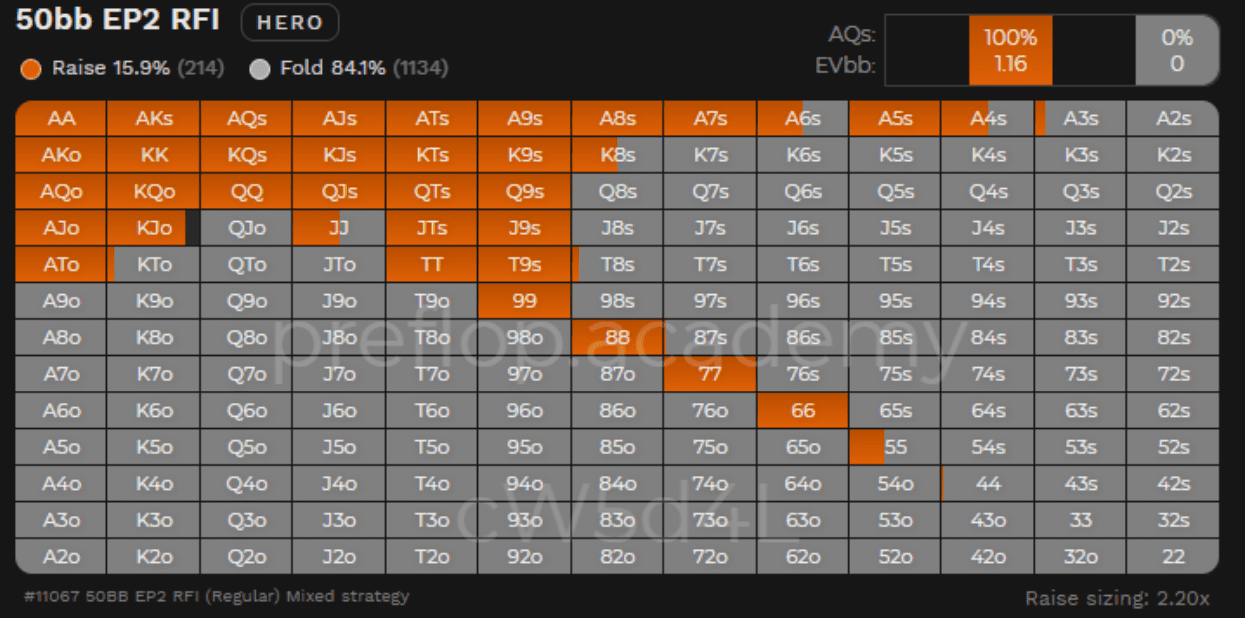 50bb EP2 RFI HERO
AQs: 100% 0%
EVbb: 1.16 0
Raise 15.9% (214) Fold 84.1% (1134)
AA AKs AQs AJs ATs A9s A8s A7s A6s A5s A4s A3s A2s
AKo KK KQs KJs KTs K9s K8s K7s K6s K5s K4s K3s K2s
AQo KQo QQ QJs QTs Q9s Q8s Q7s Q6s Q5s Q4s Q3s Q2s
AJo KJo QJo JJ JTs J9s J8s J7s J6s J5s J4s J3s J2s
ATo KTo QTo JTo TT T9s T8s T7s T6s T5s T4s T3s T2s
A9o K9o Q9o J9o T9o 99 98s 97s 96s 95s 94s 93s 92s
A8o K8o Q8o J8o T8o 98o 88 87s 86s 85s 84s 83s 82s
preflop.academy
A7o K7o Q7o J7o T7o 97o 87o 77 76s 75s 74s 73s 72s
A6o K6o Q6o J6o T6o 96o 86o 76o 66 65s 64s 63s 62s
A5o K5o Q5o J5o T5o 95o 85o 75o 65o 55 54s 53s 52s
A4o K4o Q4o J4o T4o 94o 84o 74o 64o 54o 44 43s 42s
cW5d4L
A3o K3o Q3o J3o T3o 93o 83o 73o 63o 53o 43o 33 32s
A2o K2o Q2o J2o T2o 92o 82o 72o 62o 52o 42o 32o 22
#11067 50BB EP2 RFI (Regular) Mixed strategy
Raise sizing: 2.20x